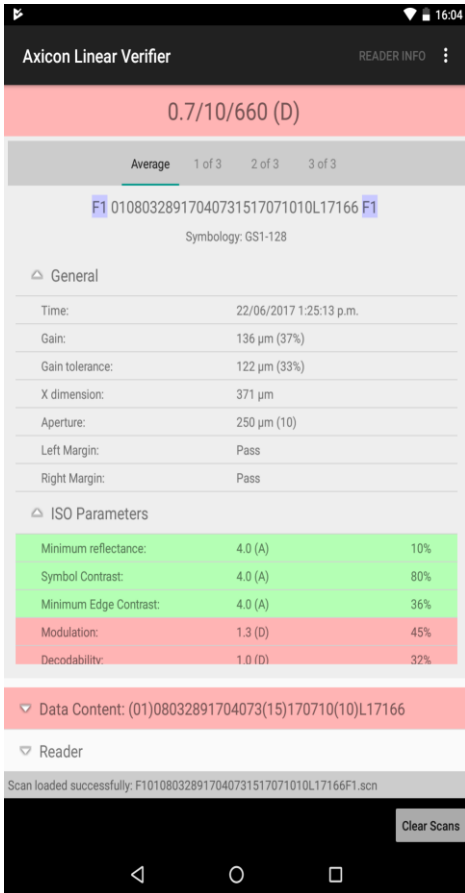 16:04
Axicon Linear Verifier READER INFO
0.7/10/660 (D)
Average 1 of 3 2 of 3 3 of 3
F1 01080328917040731517071010L17166 F1
Symbology: GS1-128
General
Time: 22/06/2017 1:25:13 p.m.
Gain: 136 µm (37%)
Gain tolerance: 122 µm (33%)
X dimension: 371 µm
Aperture: 250 µm (10)
Left Margin: Pass
Right Margin: Pass
ISO Parameters
Minimum reflectance: 4.0 (A) 10%
Symbol Contrast: 4.0 (A) 80%
Minimum Edge Contrast: 4.0 (A) 36%
Modulation: 1.3 (D) 45%
Decodability: 1.0 (D) 32%
Data Content: (01)08032891704073(15)170710(10)L17166
Reader
Scan loaded successfully: F101080328917040731517071010L17166F1.scn
Clear Scans